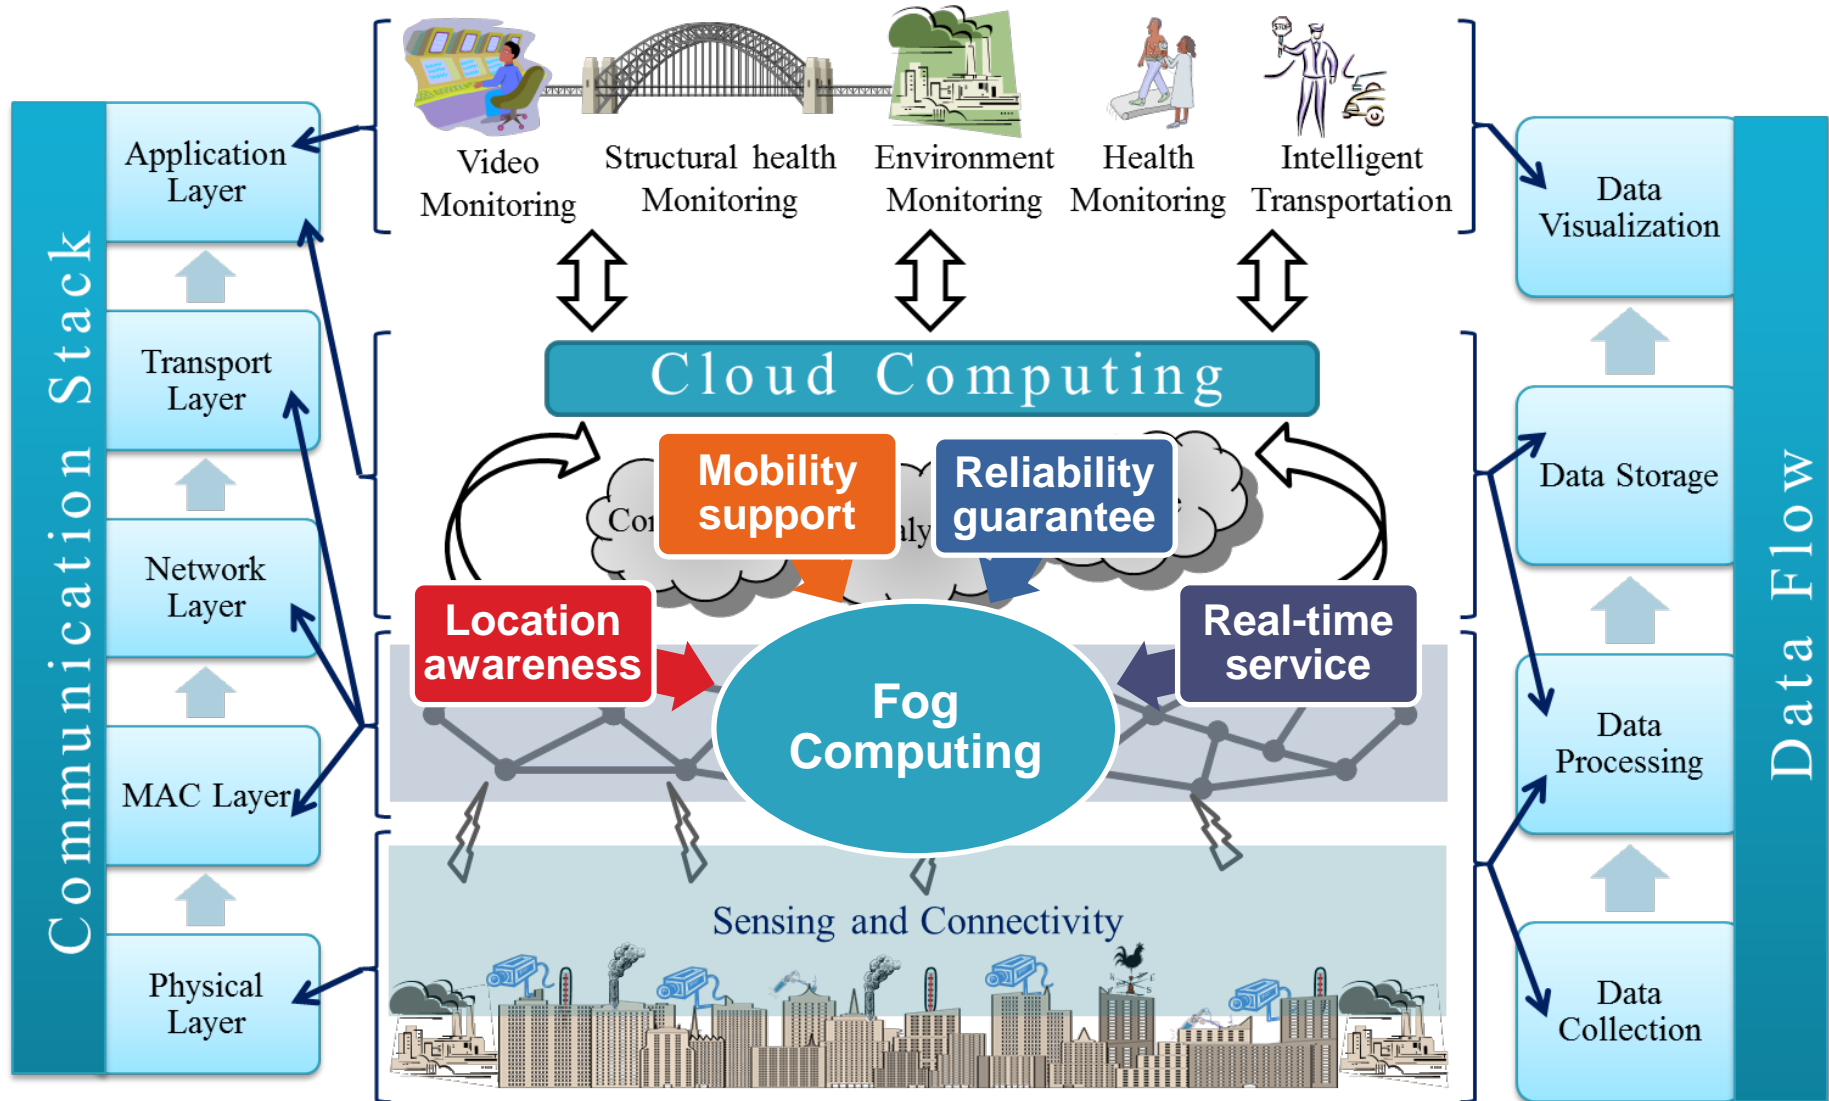 Communication Stack
Application
Layer
Transport
Layer
Network
Layer
MAC Layer
Physical
Layer
STOP
Video
Monitoring
Structural health
Monitoring
Environment
Monitoring
Health
Monitoring
Intelligent
Transportation
Cloud Computing
Mobility
support
Reliability
guarantee
Location
awareness
Real-time
service
Fog
Computing
Sensing and Connectivity
Data
Visualization
Data Storage
Data
Processing
Data
Collection
Data Flow